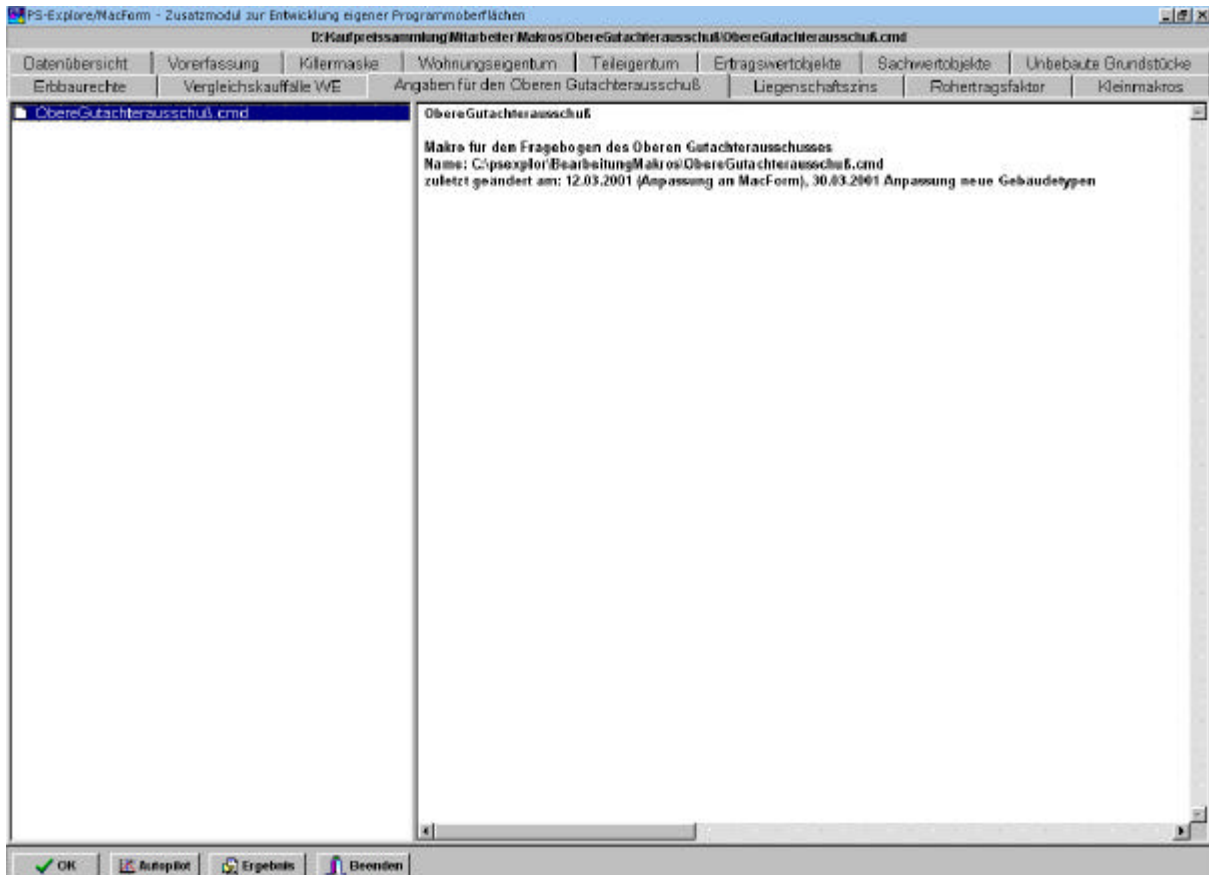 PS-Explore/MacForm - Zusatzmodul zur Entwicklung eigener Programmoberflächen
D:\Kaufpreissammlung\Mitarbeiter\Makros\ObereGutachterausschuß\ObereGutachterausschuß.cmd
Datenübersicht Vorerfassung Killermaske Wohnungseigentum Teileigentum Ertragswertobjekte Sachwertobjekte Unbebaute Grundstücke
Erbbaurechte Vergleichskauffälle WE Angaben für den Oberen Gutachterausschuß Liegenschaftszins Rohertragsfaktor Kleinmakros
ObereGutachterausschuß.cmd
ObereGutachterausschuß
Makro für den Fragebogen des Oberen Gutachterausschusses
Name: C:\psexplor\BearbeitungMakros\ObereGutachterausschuß.cmd
zuletzt geändert am: 12.03.2001 (Anpassung an MacForm), 30.03.2001 Anpassung neue Gebäudetypen
OK Autopilot Ergebnis Beenden